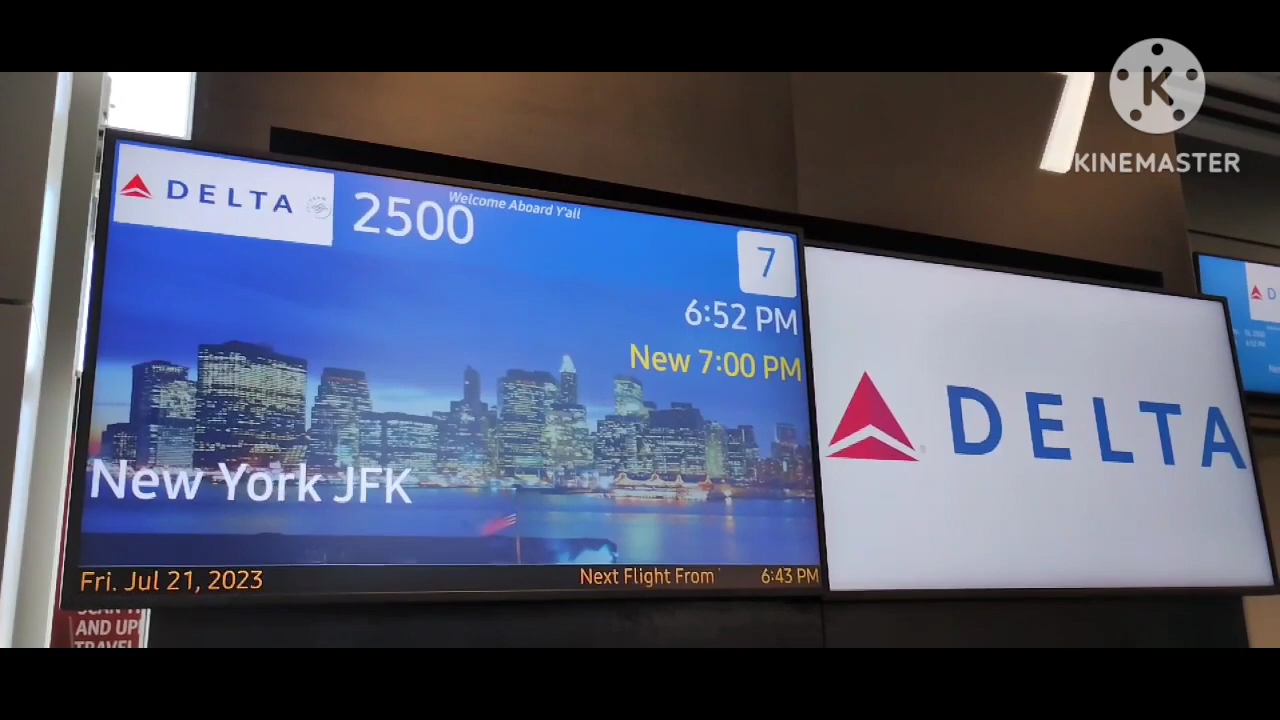 K
KINEMASTER
DELTA
2500
Welcome Aboard Y'all
7
6:52 PM
New 7:00 PM
New York JFK
Fri. Jul 21, 2023
Next Flight From
6:43 PM
DELTA
D
AND UP
TRAVEL